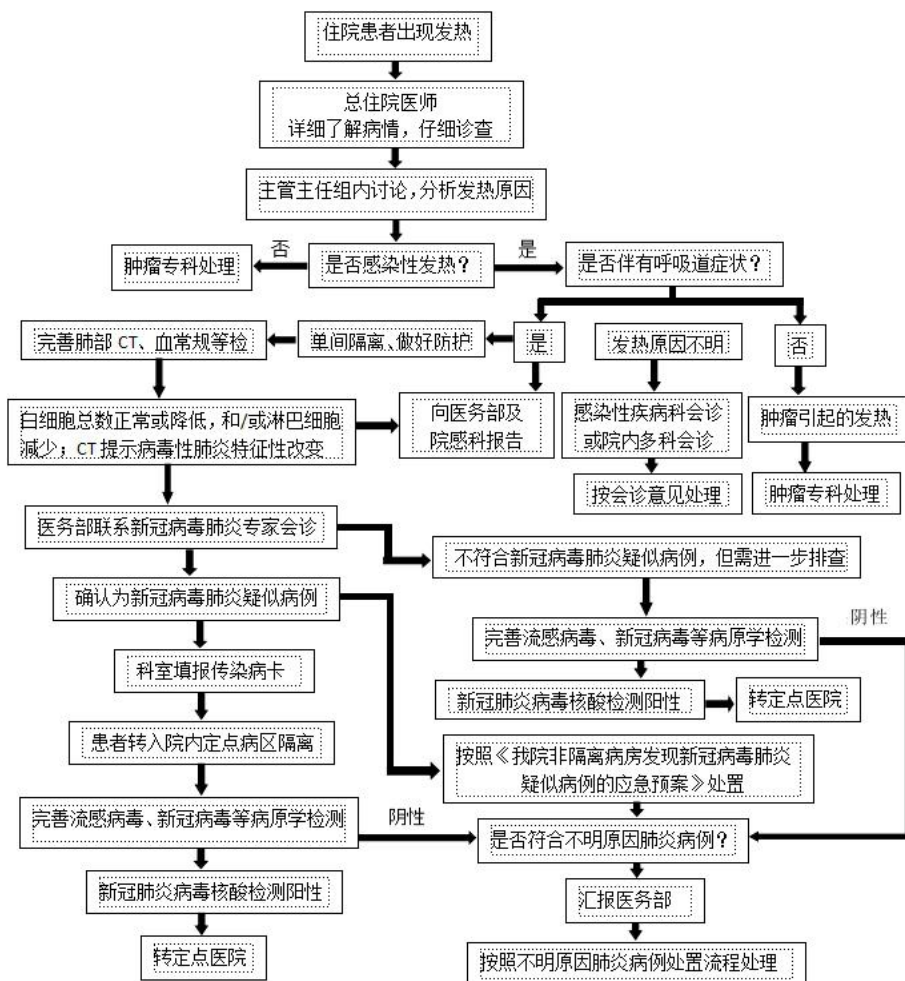 住院患者出现发热
总住院医师
详细了解病情，仔细诊查
主管主任组内讨论，分析发热原因
否
是
肿瘤专科处理
是否感染性发热？
是否伴有呼吸道症状？
完善肺部 CT、血常规等检
单间隔离、做好防护
是
发热原因不明
否
白细胞总数正常或降低，和/或淋巴细胞
减少；CT 提示病毒性肺炎特征性改变
向医务部及
院感科报告
感染性疾病科会诊
或院内多科会诊
肿瘤引起的发热
按会诊意见处理
肿瘤专科处理
医务部联系新冠病毒肺炎专家会诊
不符合新冠病毒肺炎疑似病例，但需进一步排查
确认为新冠病毒肺炎疑似病例
阴性
完善流感病毒、新冠病毒等病原学检测
科室填报传染病卡
新冠肺炎病毒核酸检测阳性
转定点医院
患者转入院内定点病区隔离
按照《我院非隔离病房发现新冠病毒肺炎
疑似病例的应急预案》处置
完善流感病毒、新冠病毒等病原学检测
阴性
是否符合不明原因肺炎病例？
新冠肺炎病毒核酸检测阳性
汇报医务部
转定点医院
按照不明原因肺炎病例处置流程处理